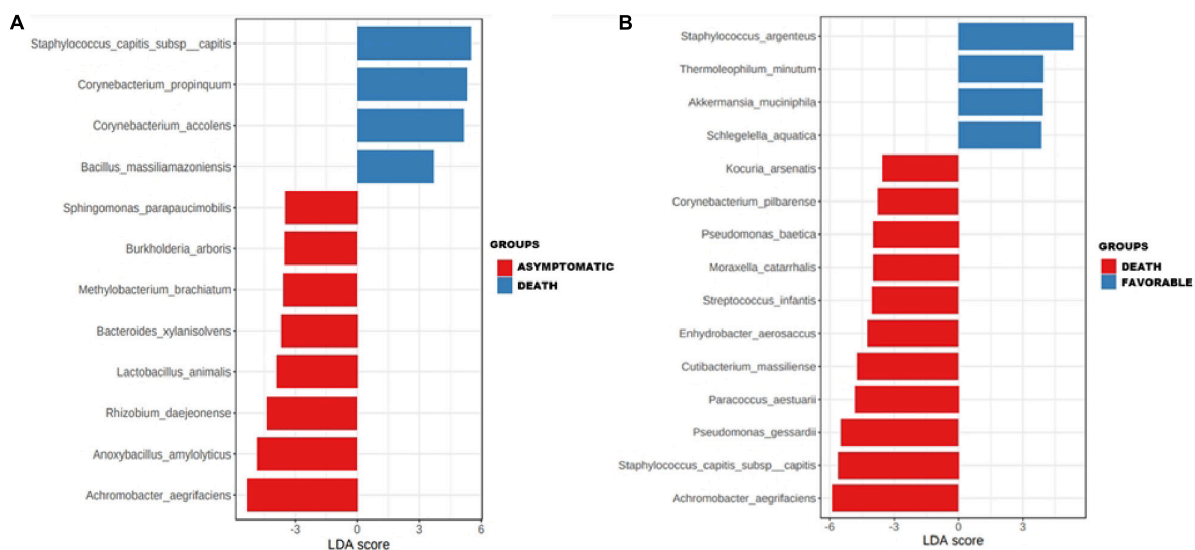 A
Staphylococcus_capitis_subsp__capitis
Corynebacterium_propinquum
Corynebacterium_accolens
Bacillus_massiliamazoniensis
Sphingomonas_parapaucimobilis
Burkholderia_arboris
Methylobacterium_brachiatum
Bacteroides_xylanisolvens
Lactobacillus_animalis
Rhizobium_daejeonense
Anoxybacillus_amylolyticus
Achromobacter_aegrifaciens
-3 0 3 6
LDA score
GROUPS
ASYMPTOMATIC
DEATH
B
Staphylococcus_argenteus
Thermoleophilum_minutum
Akkermansia_muciniphila
Schlegelella_aquatica
Kocuria_arsenatis
Corynebacterium_pilbarense
Pseudomonas_baetica
Moraxella_catarrhalis
Streptococcus_infantis
Enhydrobacter_aerosaccus
Cutibacterium_massiliense
Paracoccus_aestuarii
Pseudomonas_gessardii
Staphylococcus_capitis_subsp__capitis
Achromobacter_aegrifaciens
-6 -3 0 3
LDA score
GROUPS
DEATH
FAVORABLE